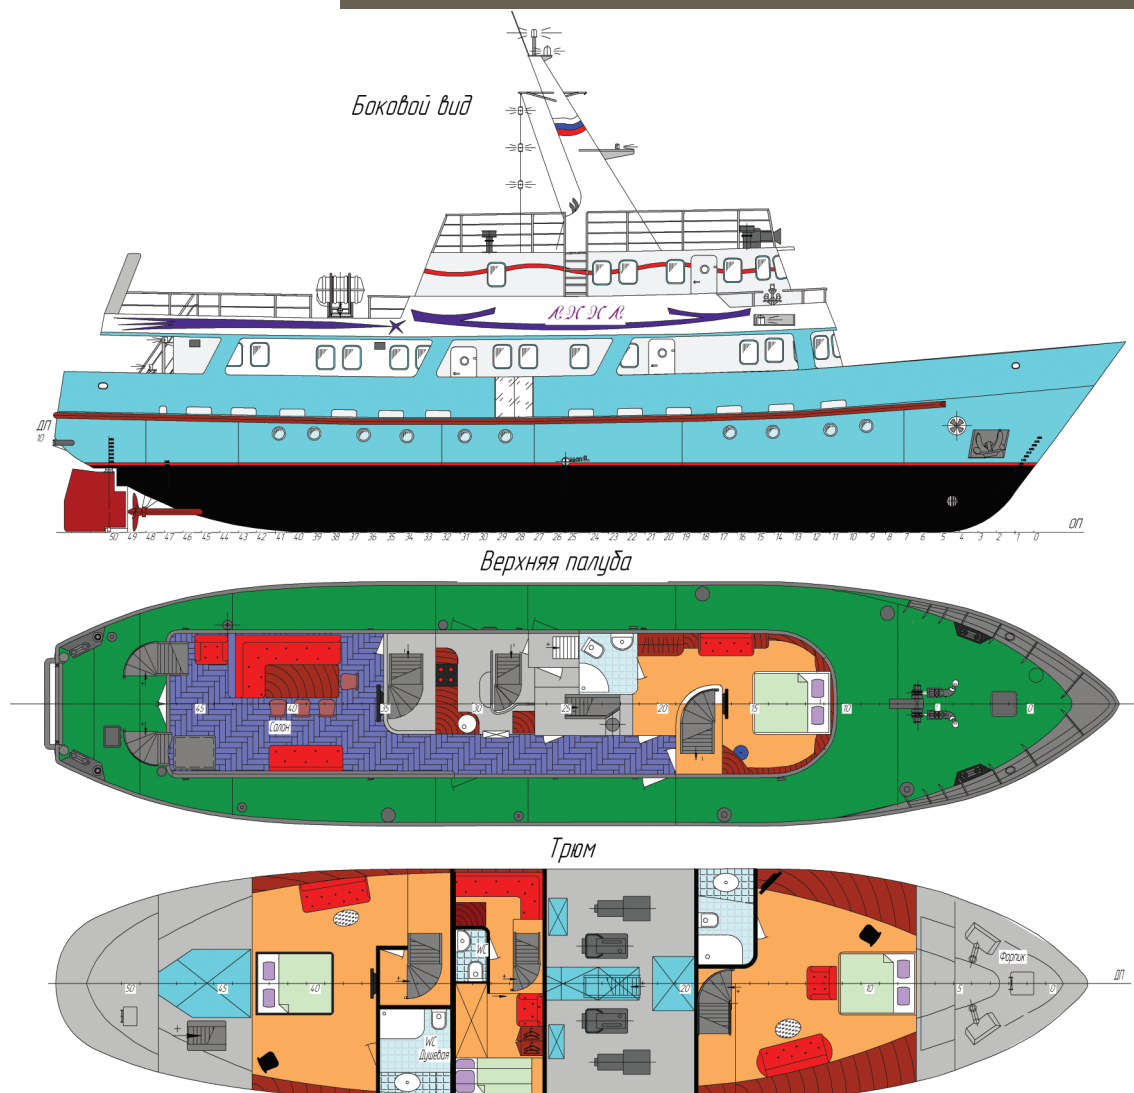 Боковой вид
ЛННЛ
ДП
10
ОП
50 49 48 47 46 45 44 43 42 41 40 39 38 37 36 35 34 33 32 31 30 29 28 27 26 25 24 23 22 21 20 19 18 17 16 15 14 13 12 11 10 9 8 7 6 5 4 3 2 1 0
Верхняя палуба
45 40 35 30 25 20 15 10 5 0
Салон
Трюм
WC
Форпик
ДП
50 45 40 20 10 5 0
WC
Душевая